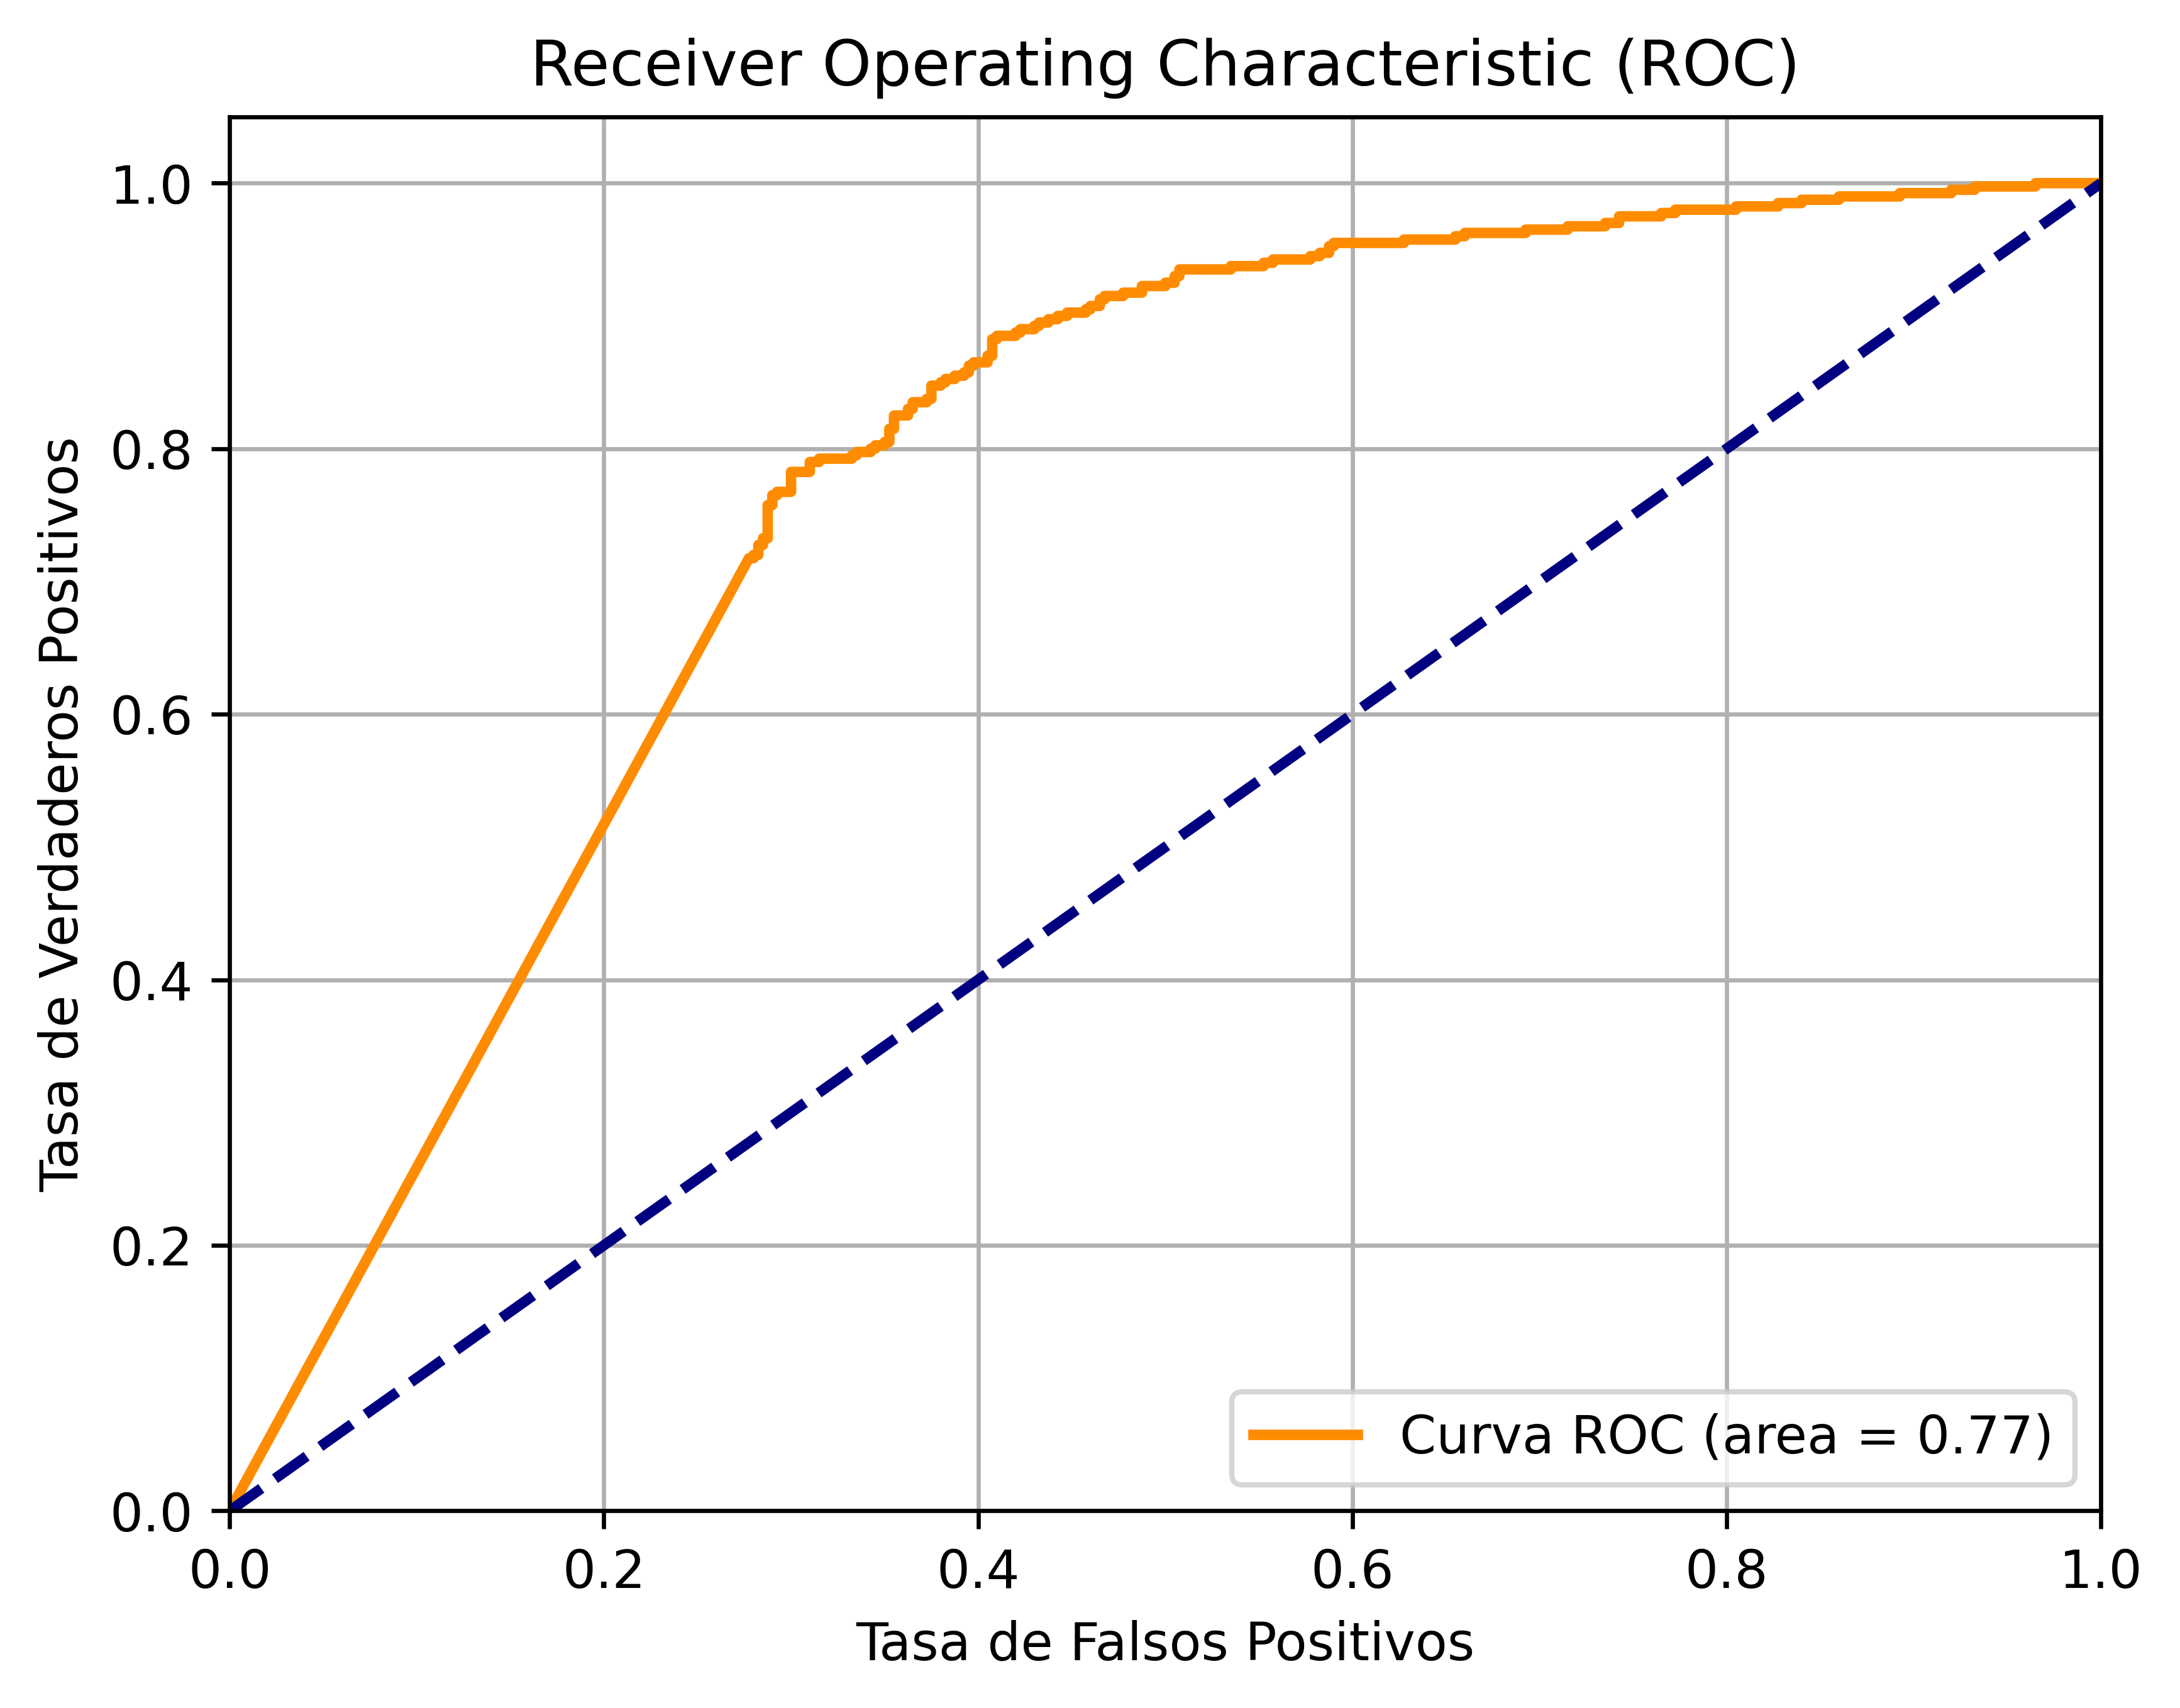 Receiver Operating Characteristic (ROC)
1.0
0.8
0.6
0.4
0.2
0.0
Tasa de Verdaderos Positivos
Curva ROC (area = 0.77)
0.0 0.2 0.4 0.6 0.8 1.0
Tasa de Falsos Positivos